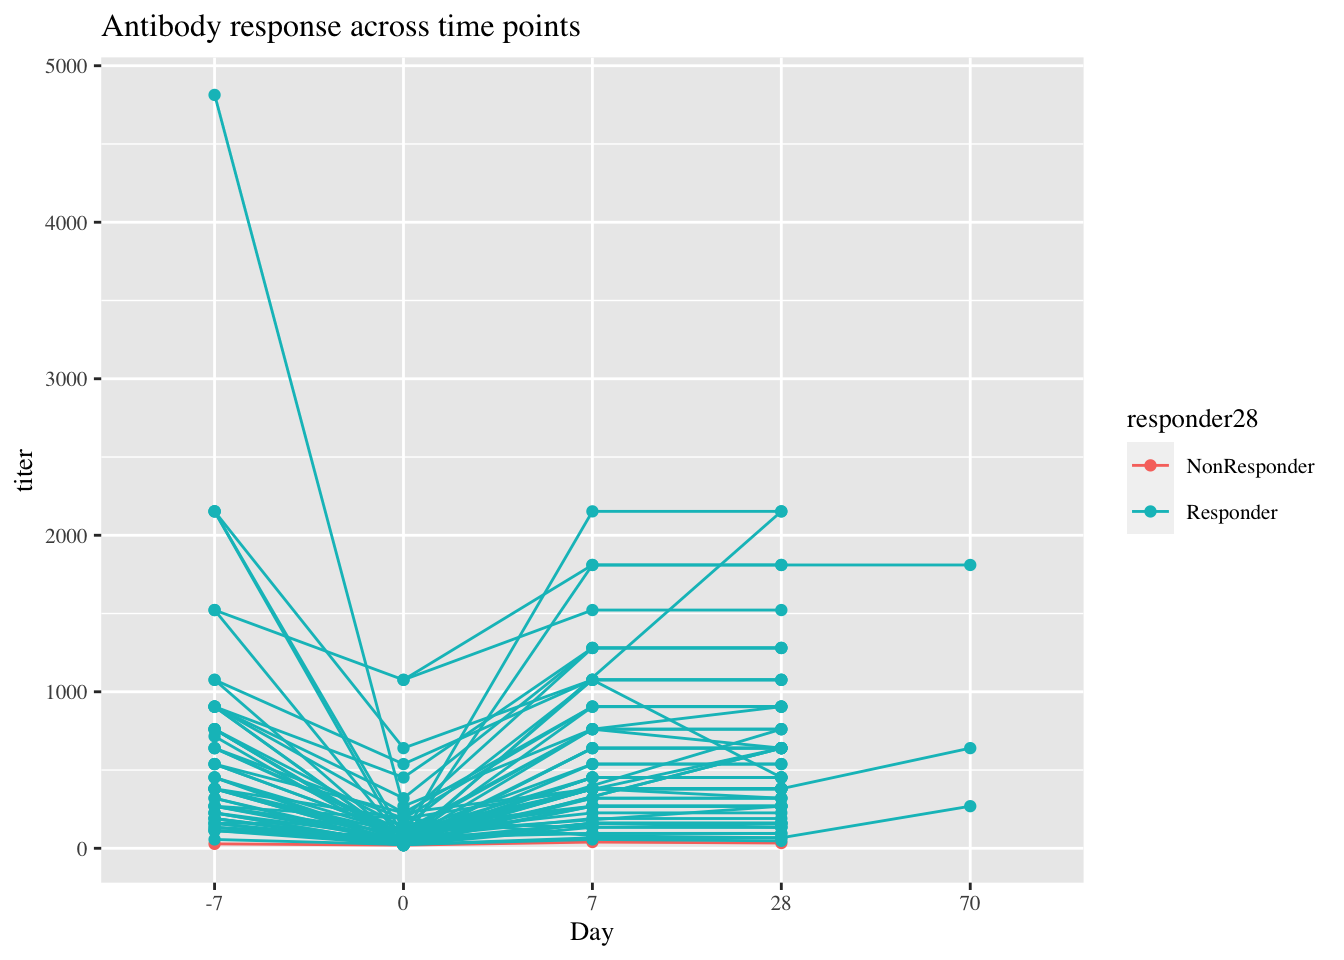 Antibody response across time points
5000
4000
3000
2000
1000
0
titer
-7 0 7 28 70
Day
responder28
NonResponder
Responder